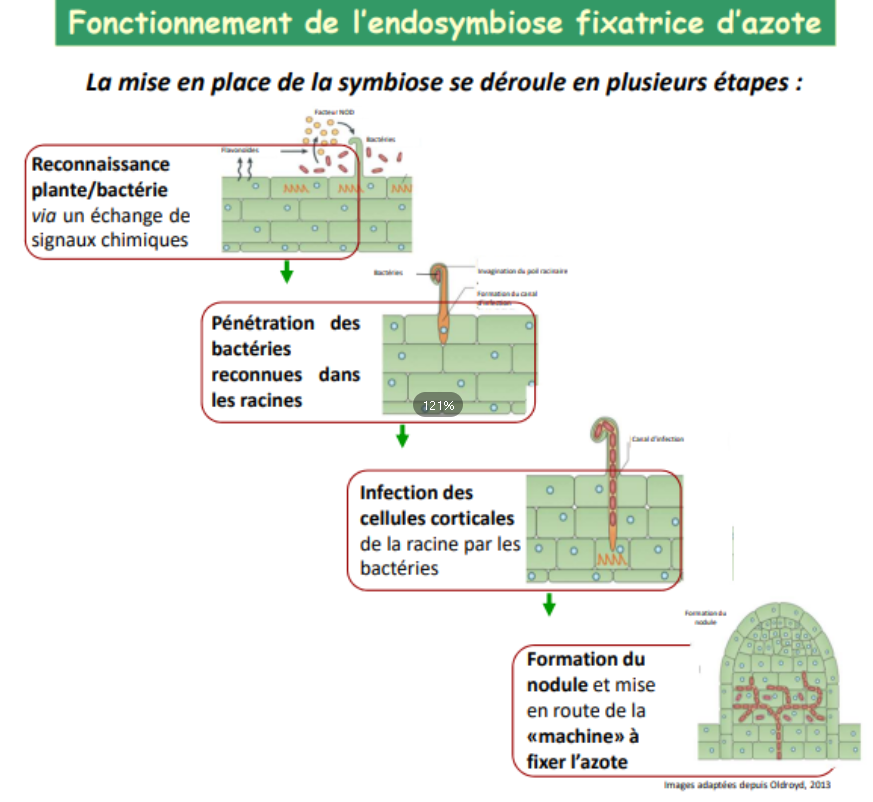 Fonctionnement de l'endosymbiose fixatrice d'azote
La mise en place de la symbiose se déroule en plusieurs étapes :
Facteur NOD
Bactéries
Flavonoïdes
Reconnaissance
plante/bactérie
via un échange de
signaux chimiques
Bactéries
Invagination du poil racinaire
Formation du canal
d'infection
Pénétration des
bactéries
reconnues dans
les racines
121%
Canal d'infection
Infection des
cellules corticales
de la racine par les
bactéries
Formation du
nodule
Formation du
nodule et mise
en route de la
«machine» à
fixer l'azote
Images adaptées depuis Oldroyd, 2013